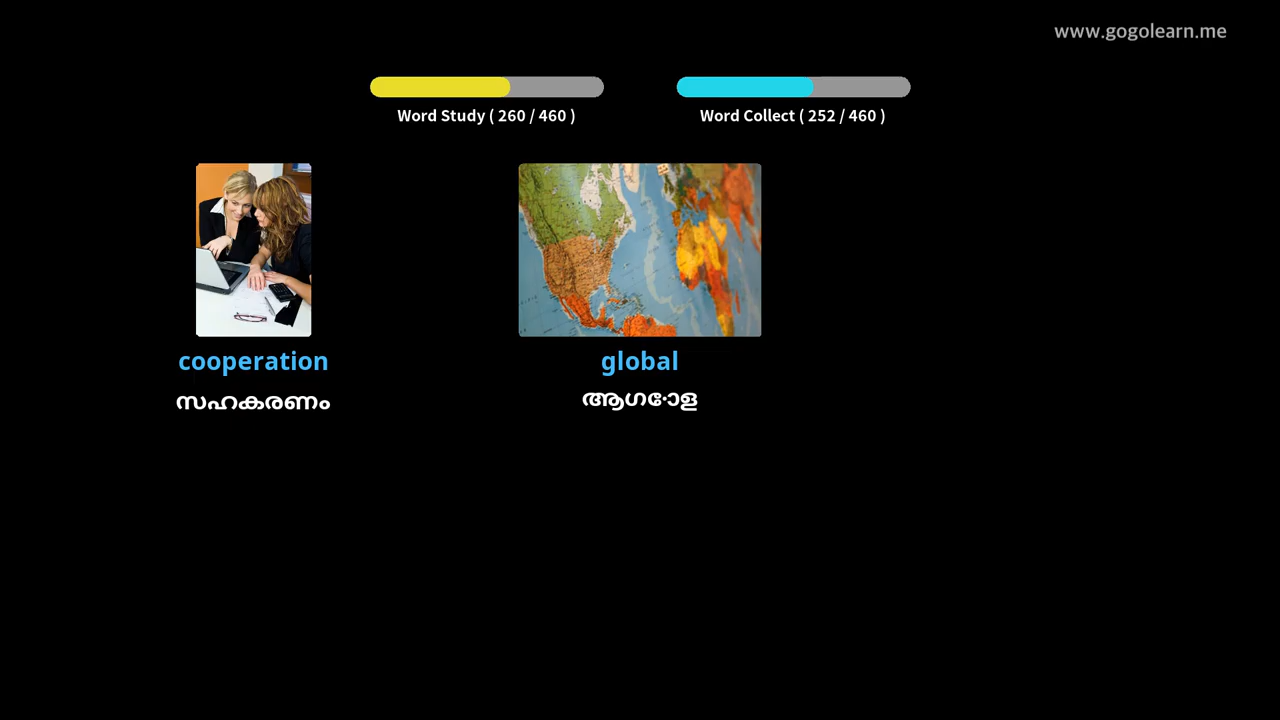 www.gogolearn.me
Word Study ( 260 / 460 )
Word Collect ( 252 / 460 )
cooperation
global
സഹകരണം
ആഗോള